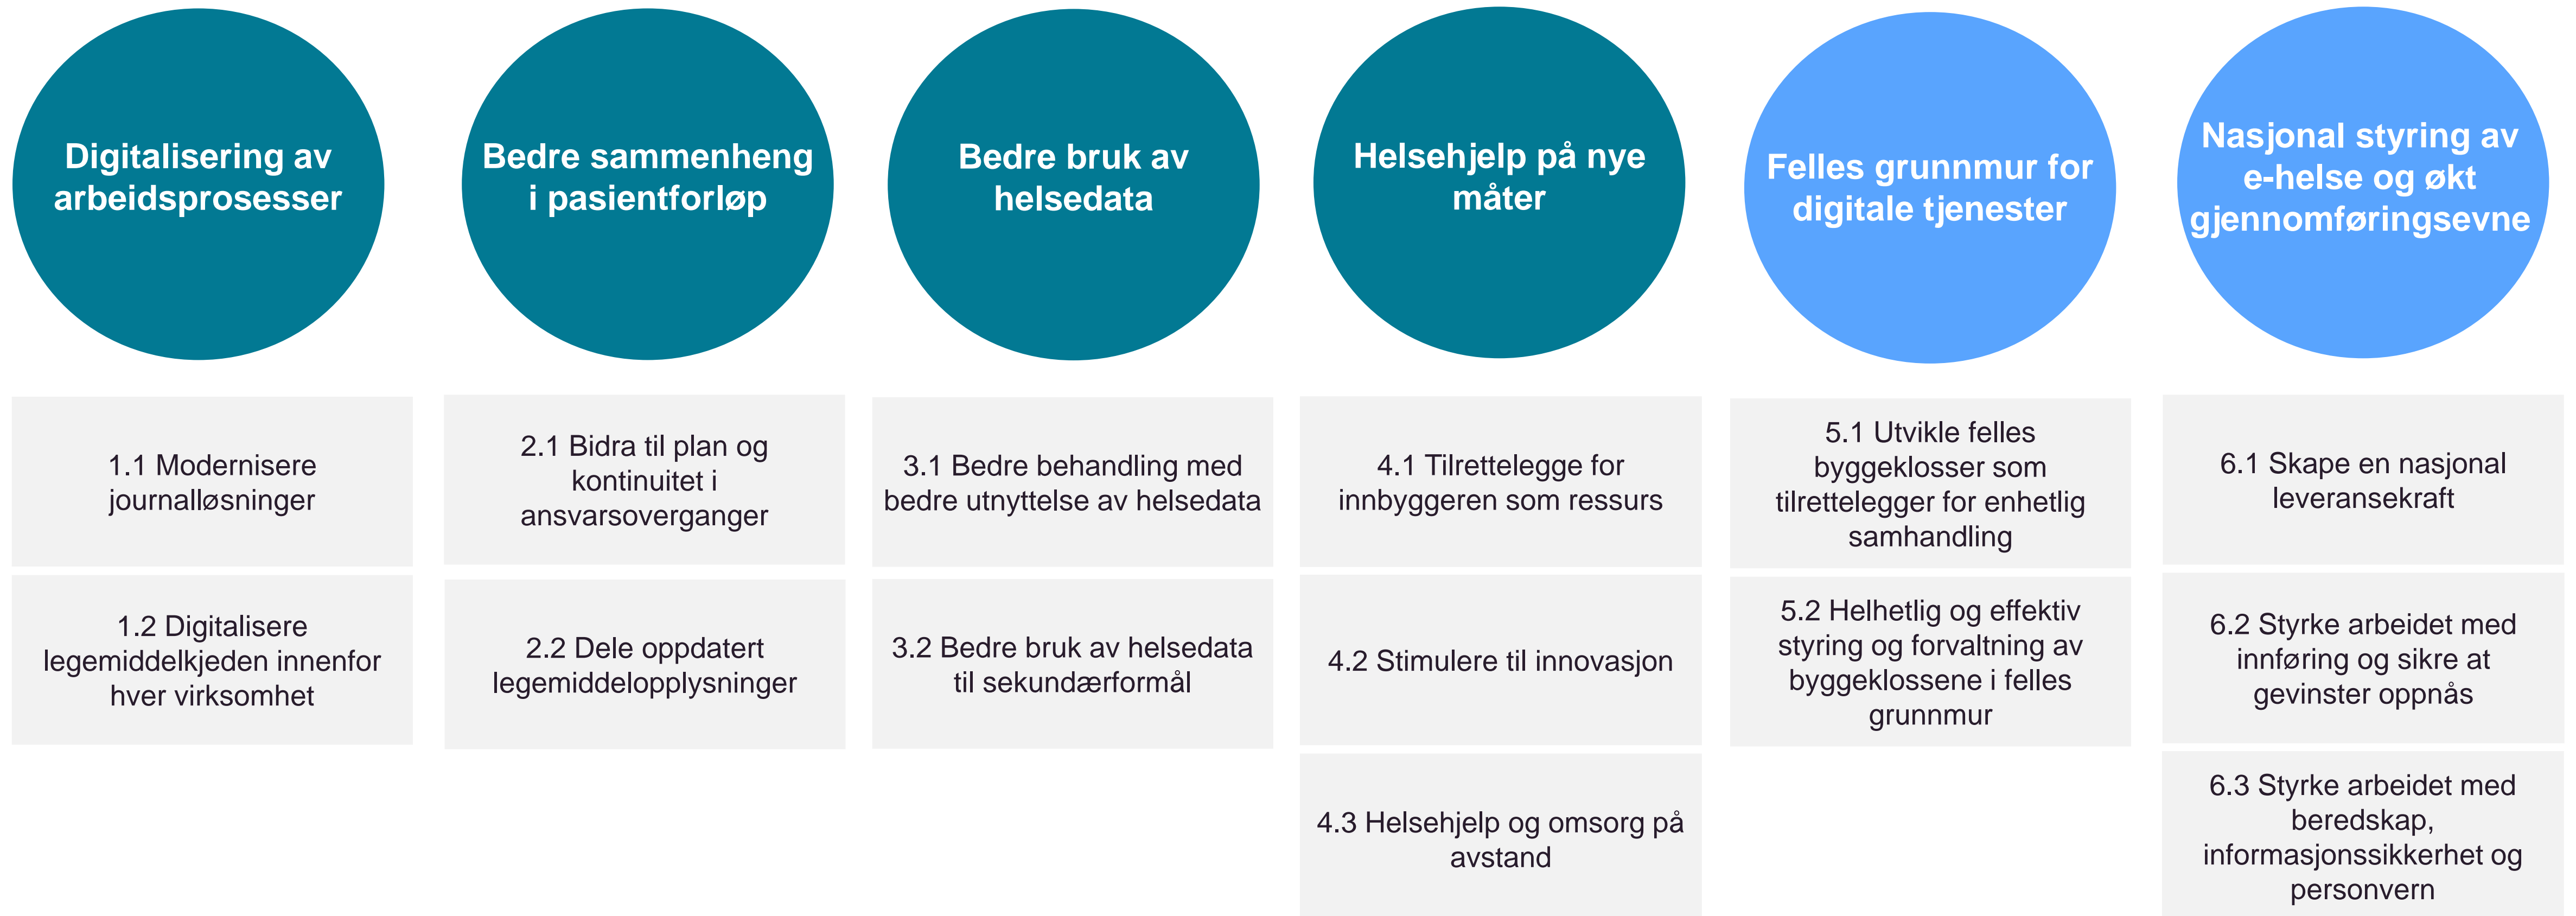 Digitalisering av
arbeidsprosesser
Bedre sammenheng
i pasientforløp
Bedre bruk av
helsedata
Helsehjelp på nye
måter
Felles grunnmur for
digitale tjenester
Nasjonal styring av
e-helse og økt
gjennomføringsevne
1.1 Modernisere
journalløsninger
1.2 Digitalisere
legemiddelkjeden innenfor
hver virksomhet
2.1 Bidra til plan og
kontinuitet i
ansvarsoverganger
2.2 Dele oppdatert
legemiddelopplysninger
3.1 Bedre behandling med
bedre utnyttelse av helsedata
3.2 Bedre bruk av helsedata
til sekundærformål
4.1 Tilrettelegge for
innbyggeren som ressurs
4.2 Stimulere til innovasjon
4.3 Helsehjelp og omsorg på
avstand
5.1 Utvikle felles
byggeklosser som
tilrettelegger for enhetlig
samhandling
5.2 Helhetlig og effektiv
styring og forvaltning av
byggeklossene i felles
grunnmur
6.1 Skape en nasjonal
leveransekraft
6.2 Styrke arbeidet med
innføring og sikre at
gevinster oppnås
6.3 Styrke arbeidet med
beredskap,
informasjonssikkerhet og
personvern